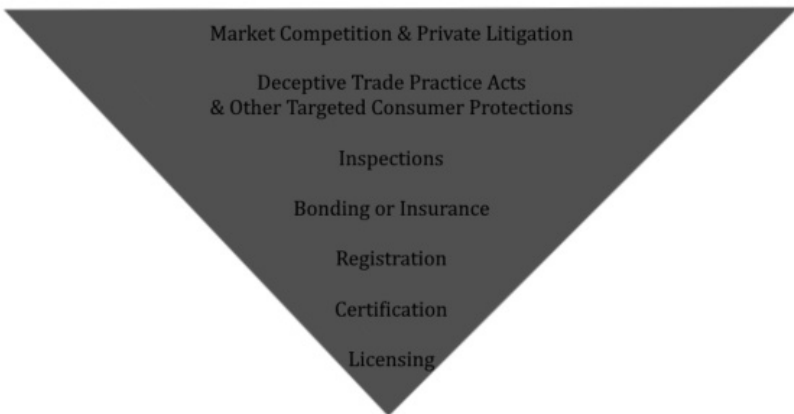 Market Competition & Private Litigation
Deceptive Trade Practice Acts
& Other Targeted Consumer Protections
Inspections
Bonding or Insurance
Registration
Certification
Licensing